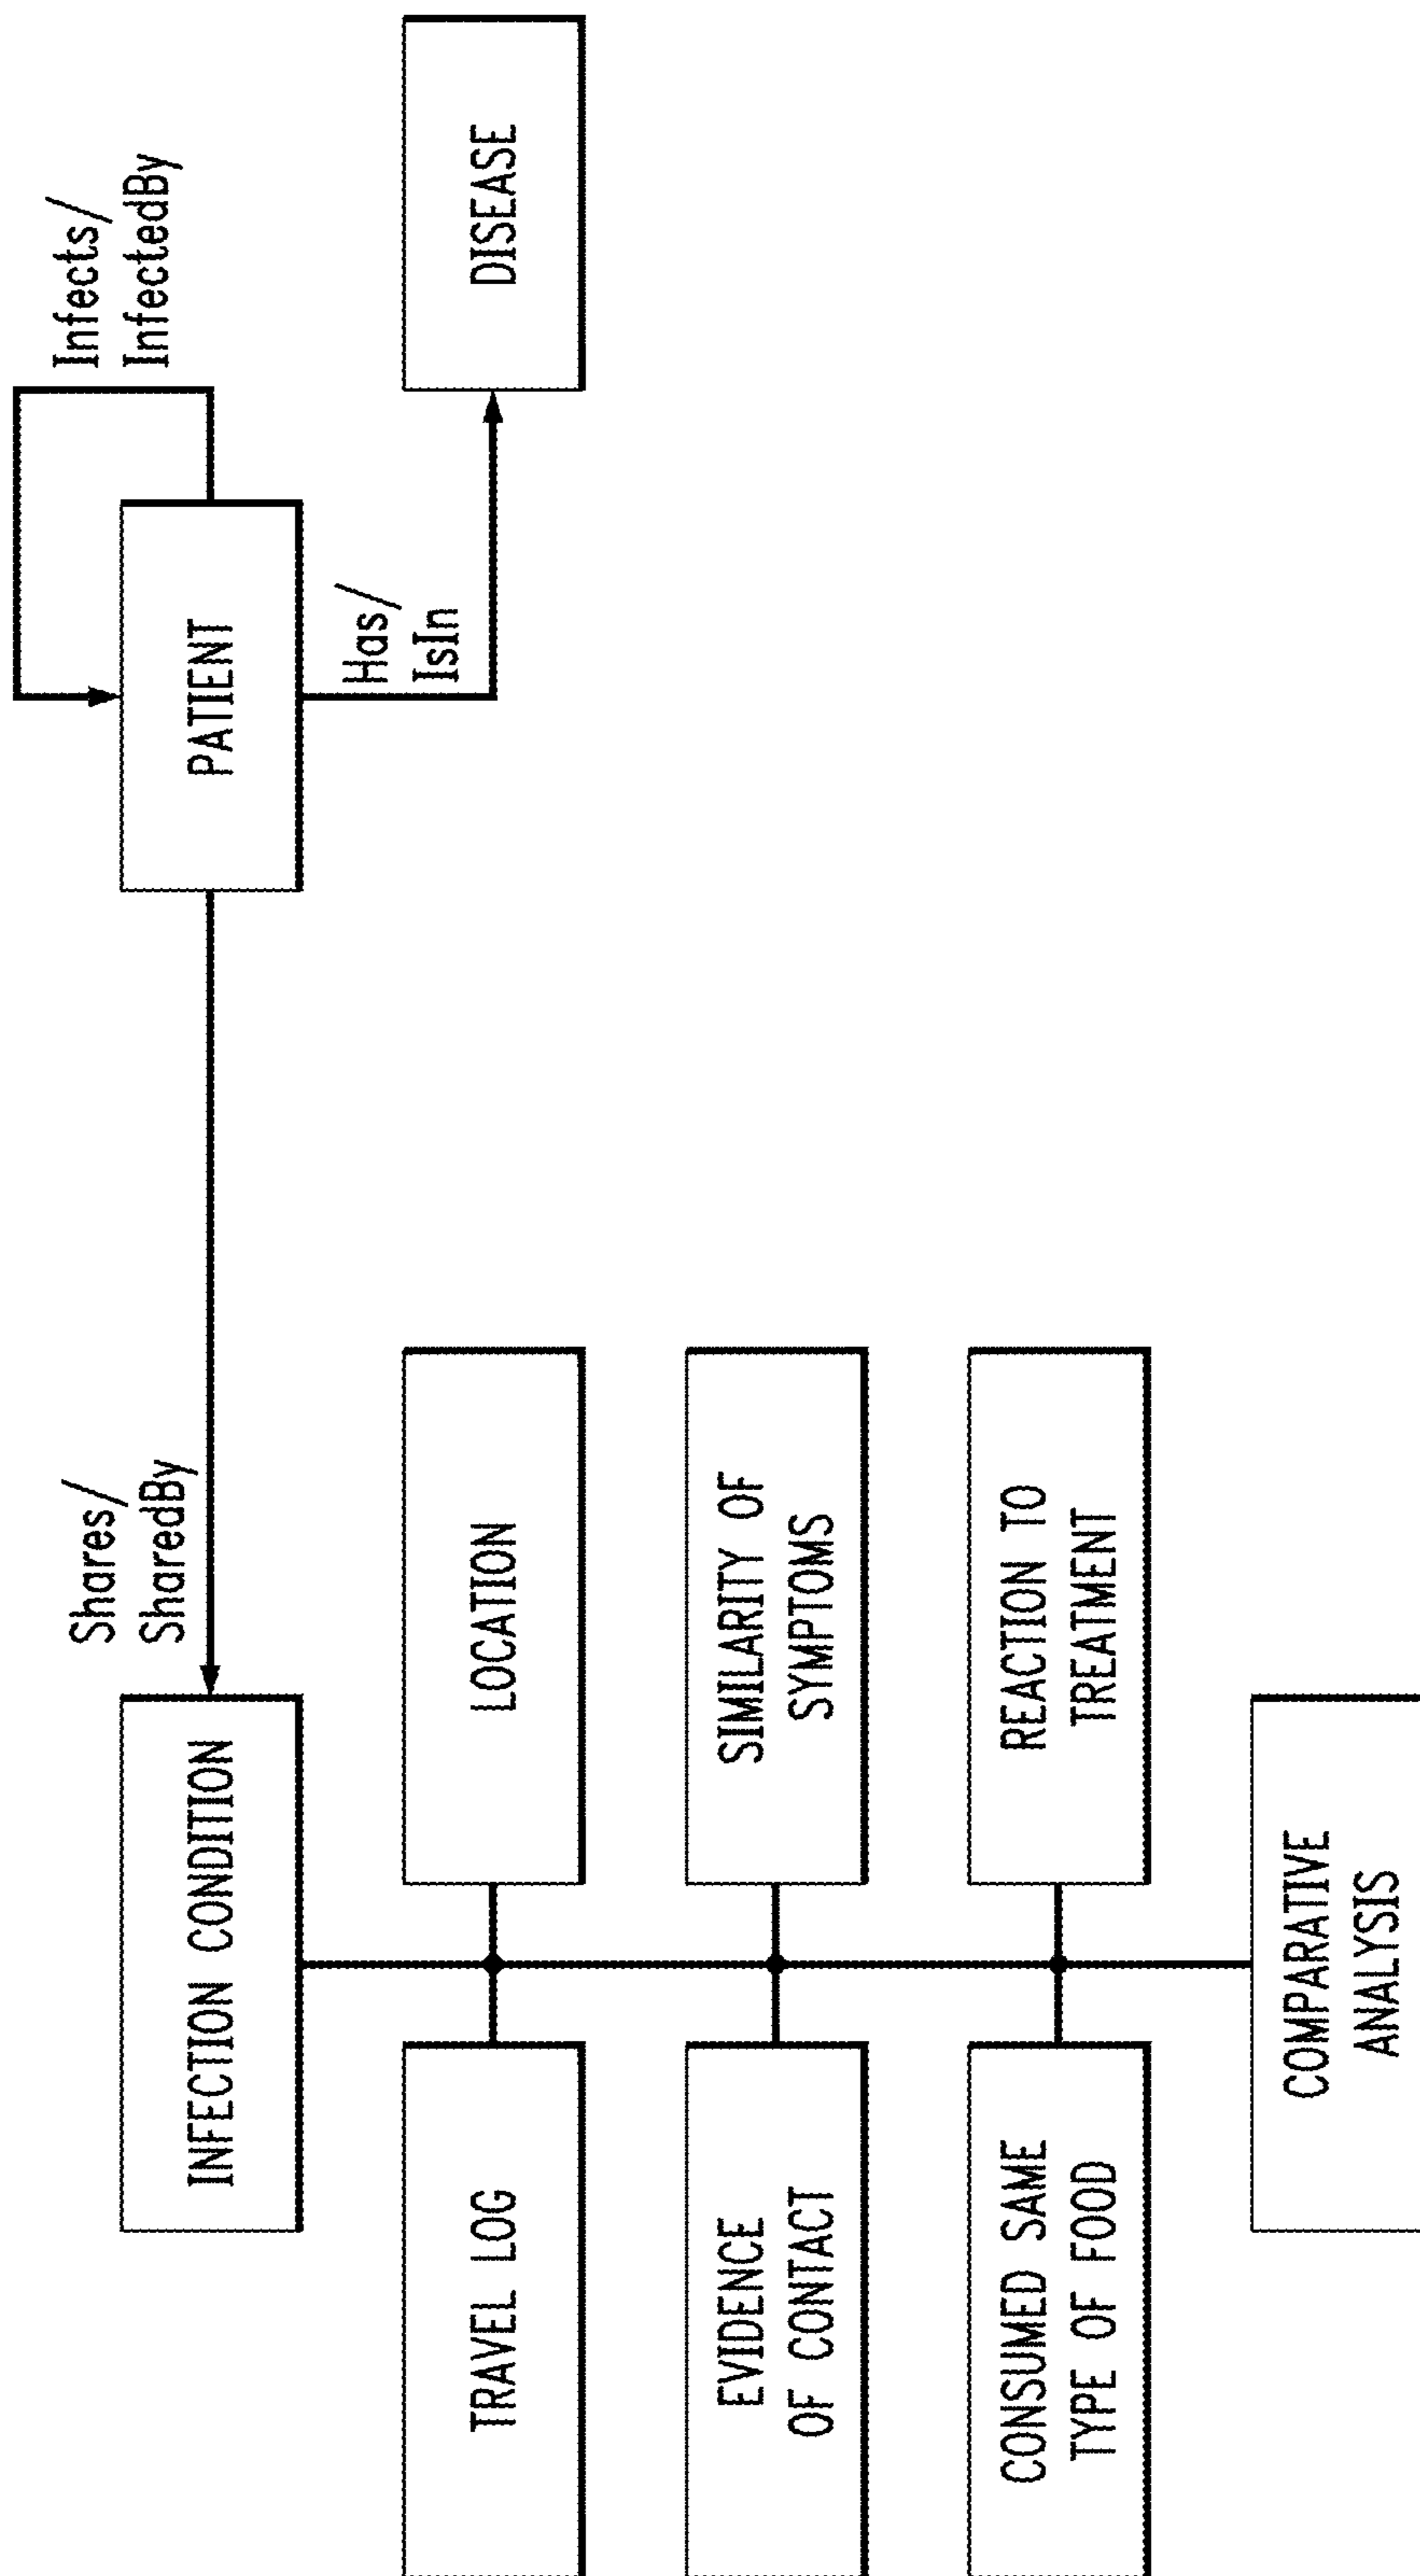 Infects/
InfectedBy
Shares/
SharedBy
INFECTION CONDITION
PATIENT
Has/
IsIn
TRAVEL LOG
LOCATION
DISEASE
EVIDENCE
OF CONTACT
SIMILARITY OF
SYMPTOMS
CONSUMED SAME
TYPE OF FOOD
REACTION TO
TREATMENT
COMPARATIVE
ANALYSIS